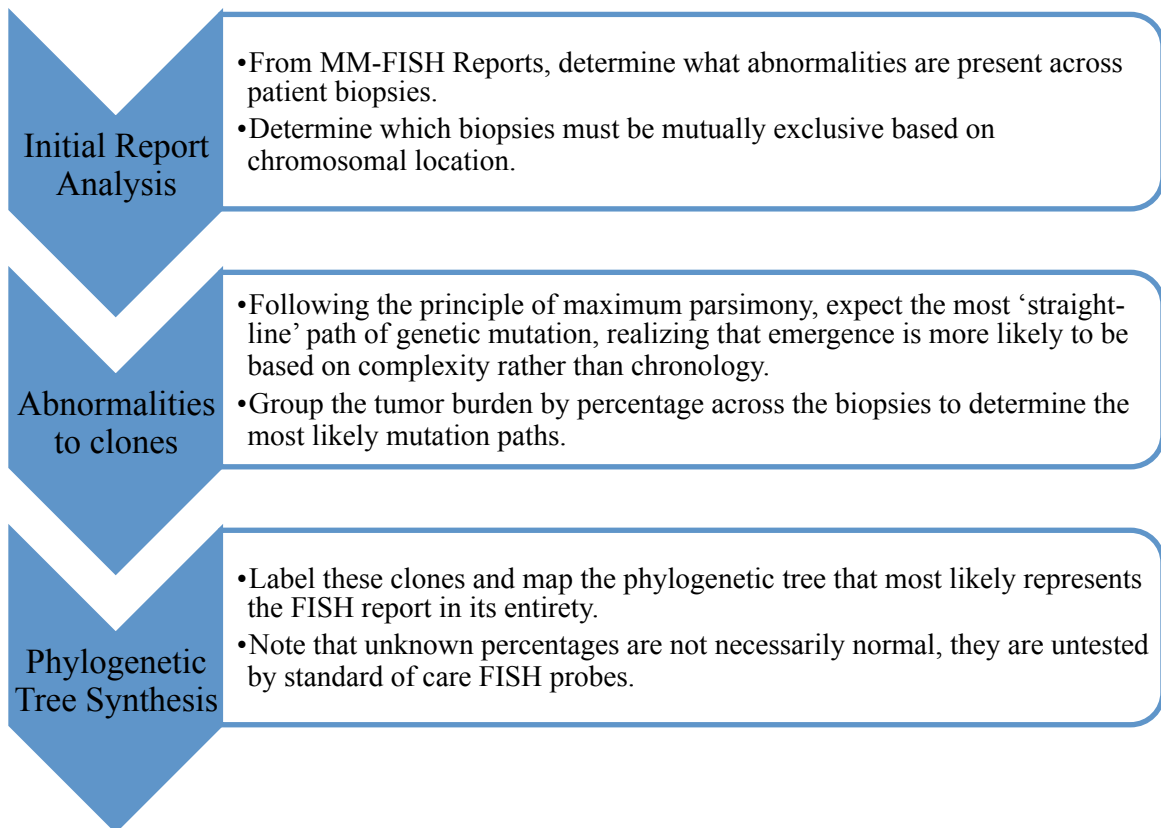 Initial Report
Analysis
•From MM-FISH Reports, determine what abnormalities are present across
patient biopsies.
•Determine which biopsies must be mutually exclusive based on
chromosomal location.
Abnormalities
to clones
•Following the principle of maximum parsimony, expect the most ‘straight-
line’ path of genetic mutation, realizing that emergence is more likely to be
based on complexity rather than chronology.
•Group the tumor burden by percentage across the biopsies to determine the
most likely mutation paths.
Phylogenetic
Tree Synthesis
•Label these clones and map the phylogenetic tree that most likely represents
the FISH report in its entirety.
•Note that unknown percentages are not necessarily normal, they are untested
by standard of care FISH probes.